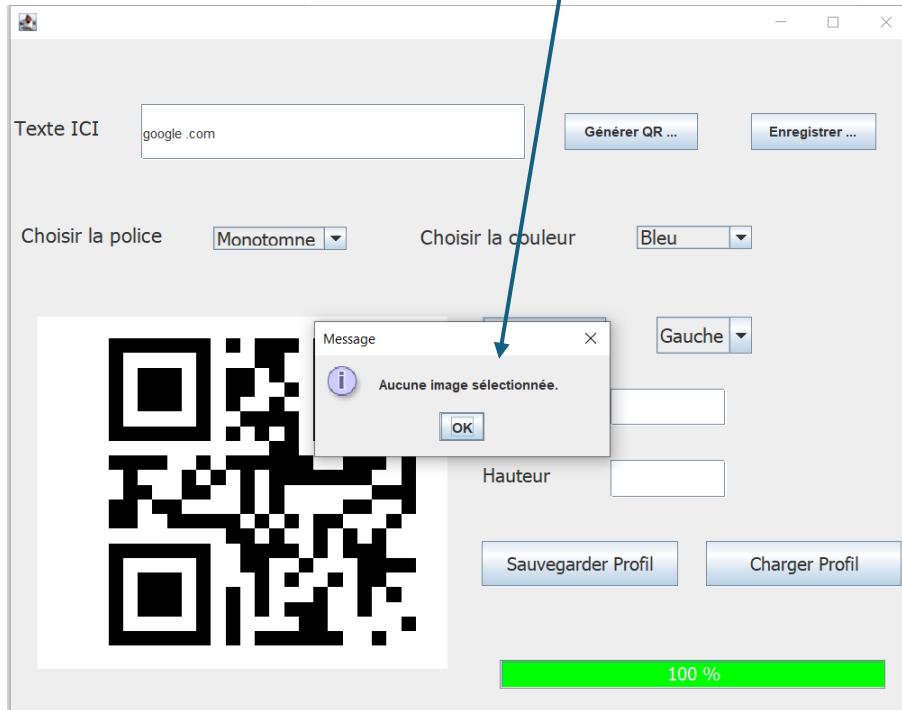 Texte ICI
google .com
Générer QR ...
Enregistrer ...
Choisir la police
Monotomne
Choisir la couleur
Bleu
Message
Gauche
Aucune image sélectionnée.
OK
Hauteur
Sauvegarder Profil
Charger Profil
100 %